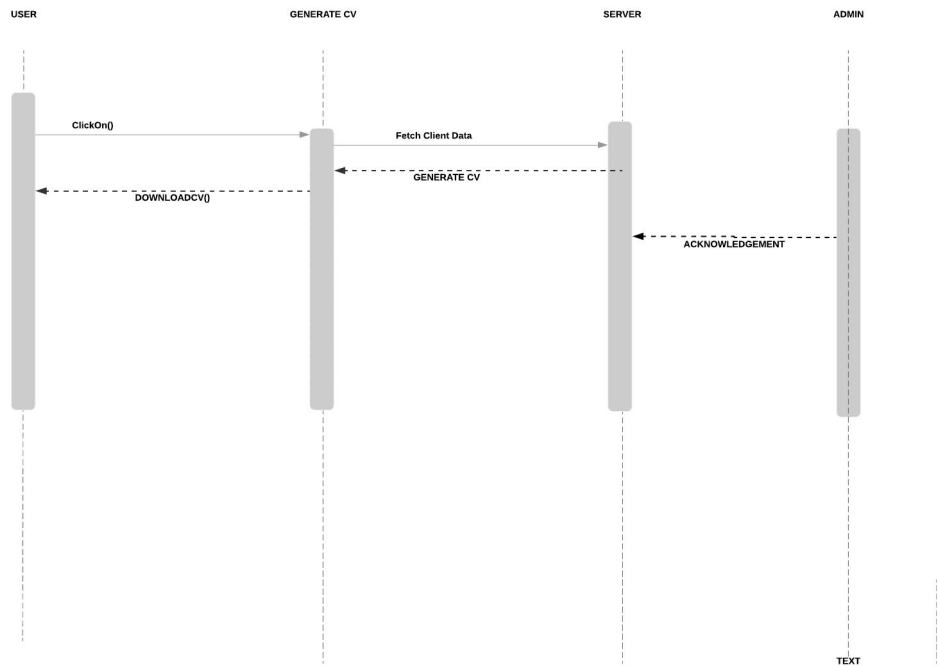 USER
GENERATE CV
SERVER
ADMIN
ClickOn()
Fetch Client Data
GENERATE CV
DOWNLOADCV()
ACKNOWLEDGEMENT
TEXT